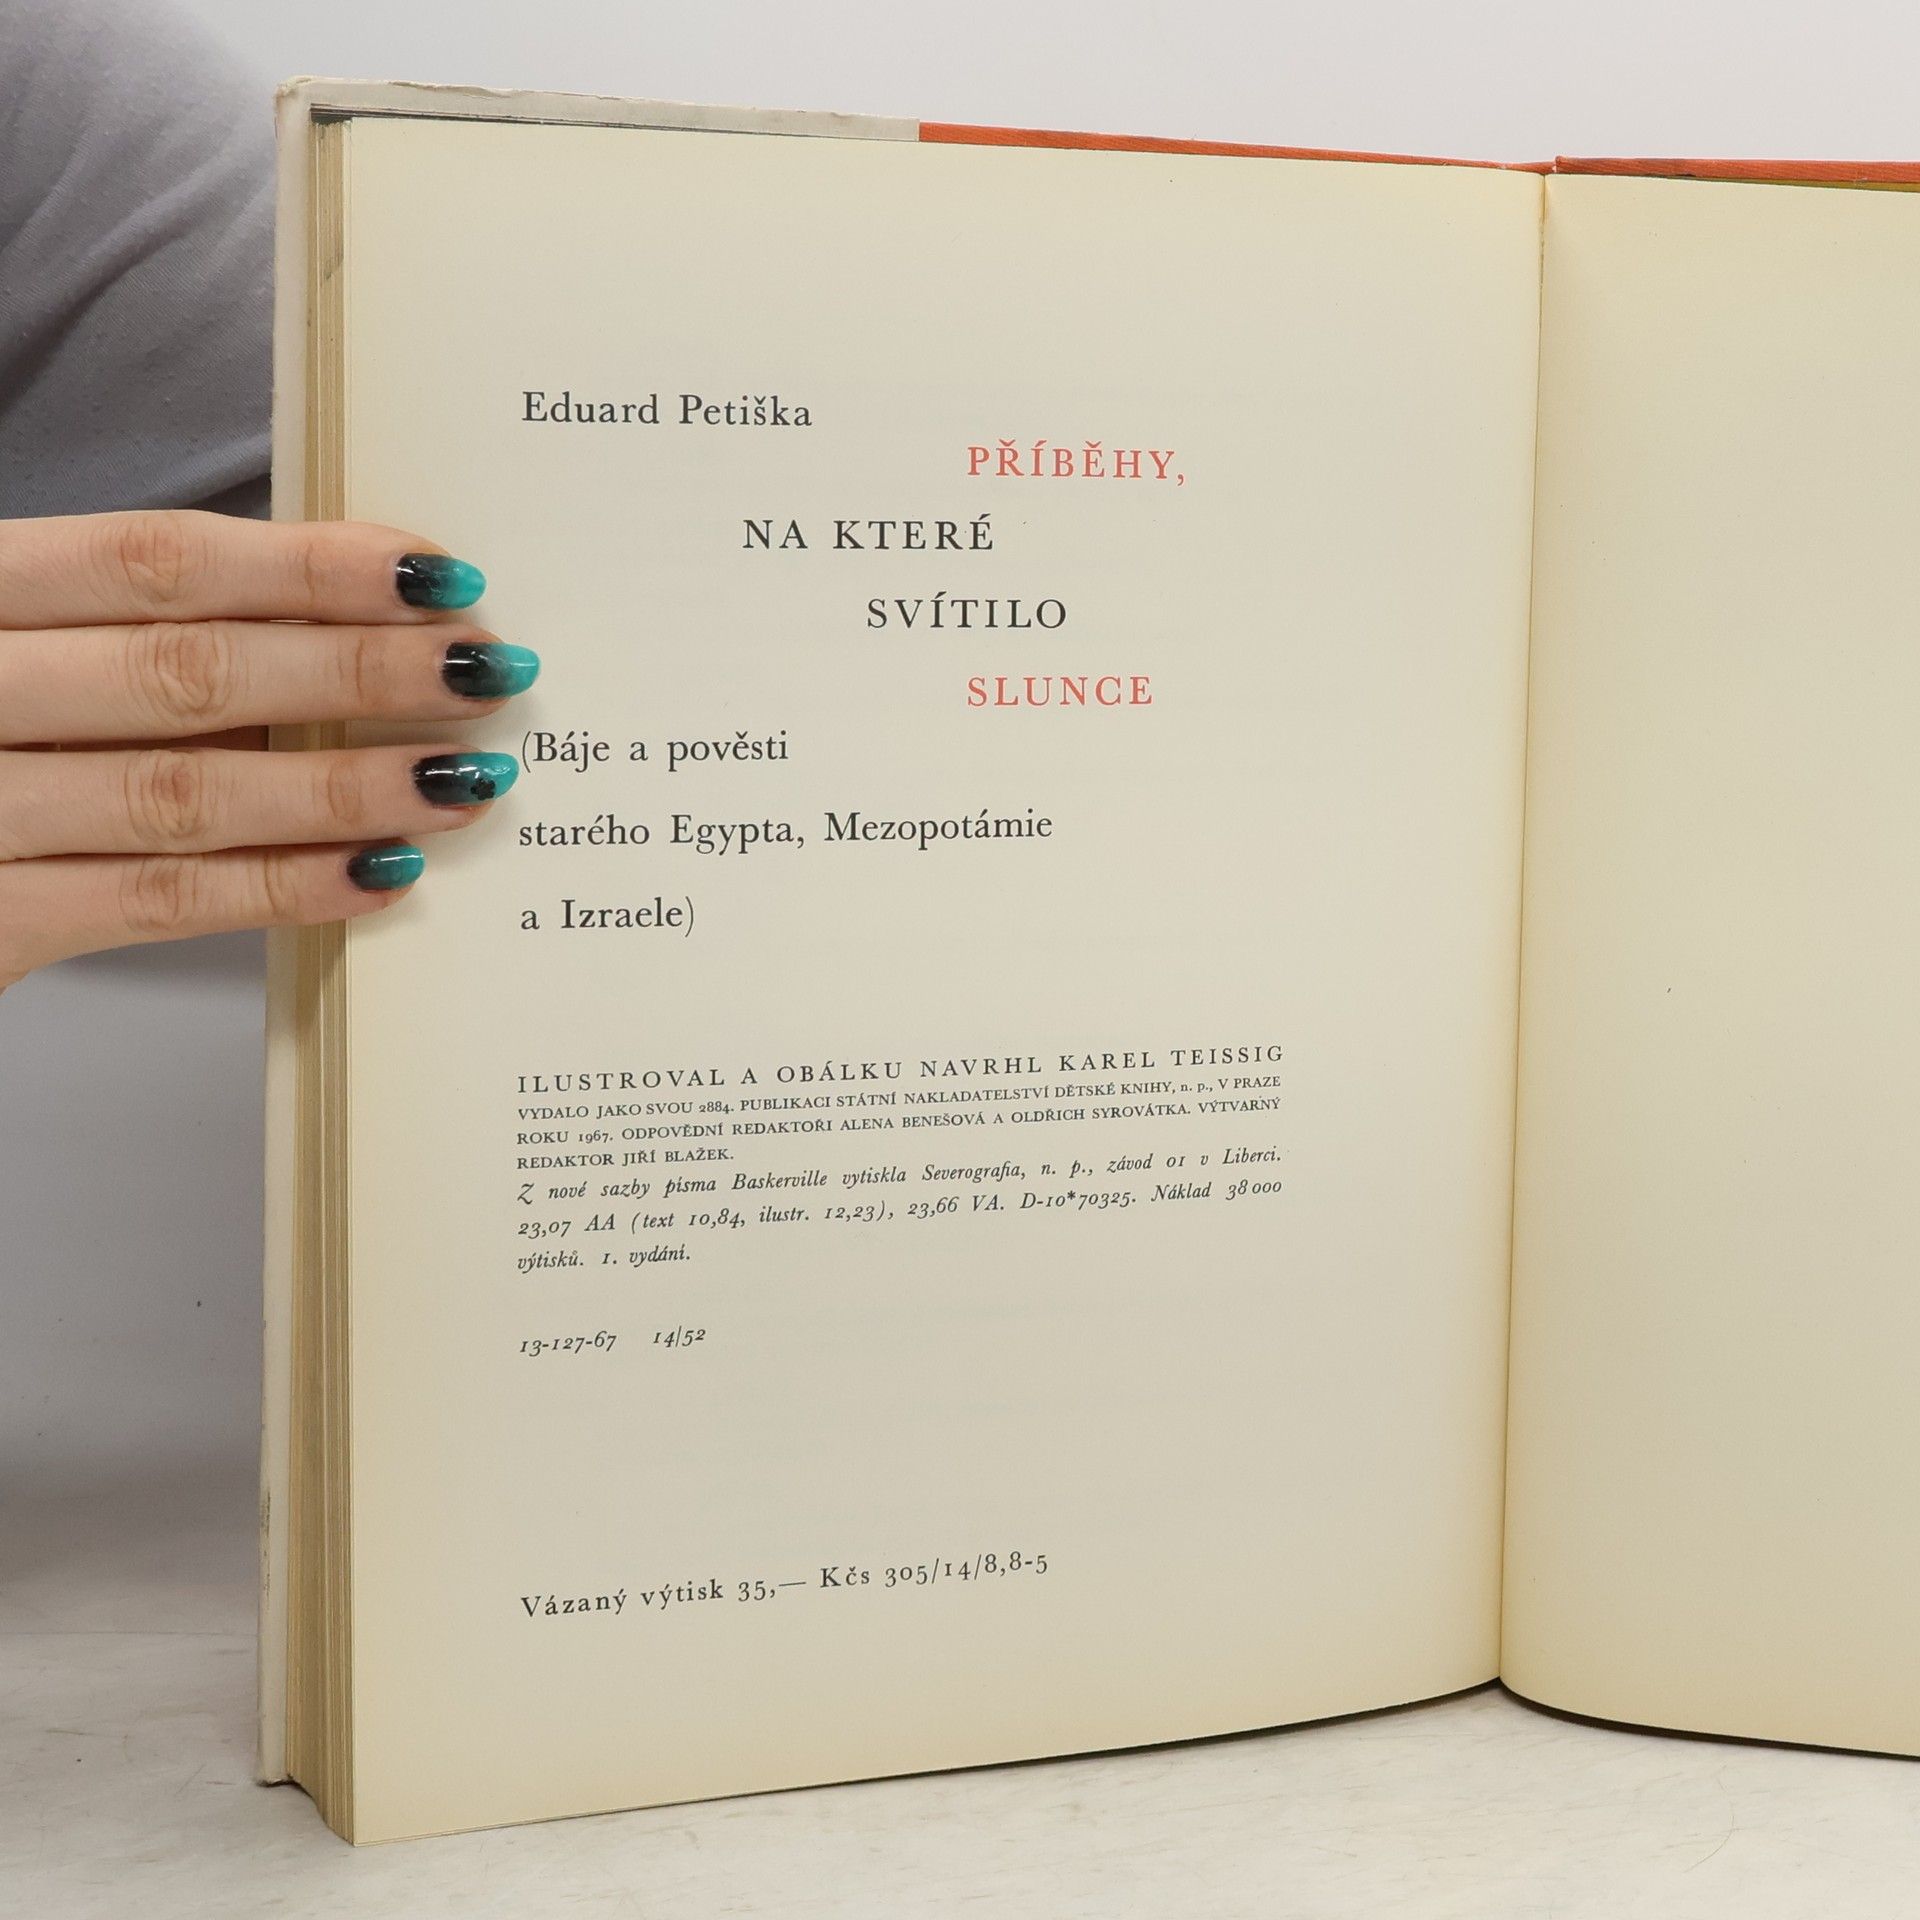 Eduard Petiška
PŘÍBĚHY,
NA KTERÉ
SVÍTILO
SLUNCE
(Báje a pověsti
starého Egypta, Mezopotámie
a Izraele)
ILUSTROVAL A OBÁLKU NAVRHL KAREL TEISSIG
VYDALO JAKO SVOU 2884. PUBLIKACI STÁTNÍ NAKLADATELSTVÍ DĚTSKÉ KNIHY, n. p., V PRAZE
ROKU 1967. ODPOVĚDNÍ REDAKTOŘI ALENA BENEŠOVÁ A OLDŘICH SYROVÁTKA. VÝTVARNÝ
REDAKTOR JIŘÍ BLAŽEK.
Z nové sazby písma Baskerville vytiskla Severografia, n. p., závod 01 v Liberci.
23,07 AA (text 10,84, ilustr. 12,23), 23,66 VA. D-10*70325. Náklad 38 000
výtisků. 1. vydání.
13-127-67 14/52
Vázaný výtisk 35,— Kčs 305/14/8,8-5